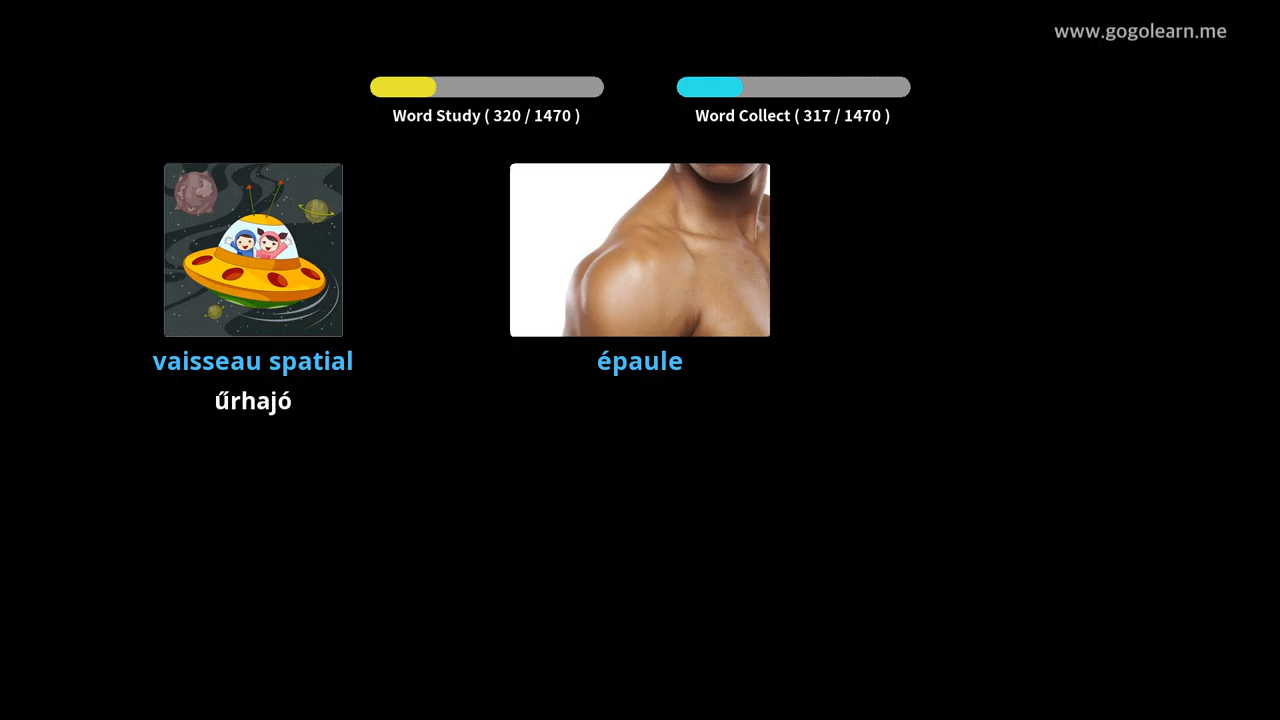 www.gogolearn.me
Word Study ( 320 / 1470 )
Word Collect ( 317 / 1470 )
vaisseau spatial
épaule
űrhajó